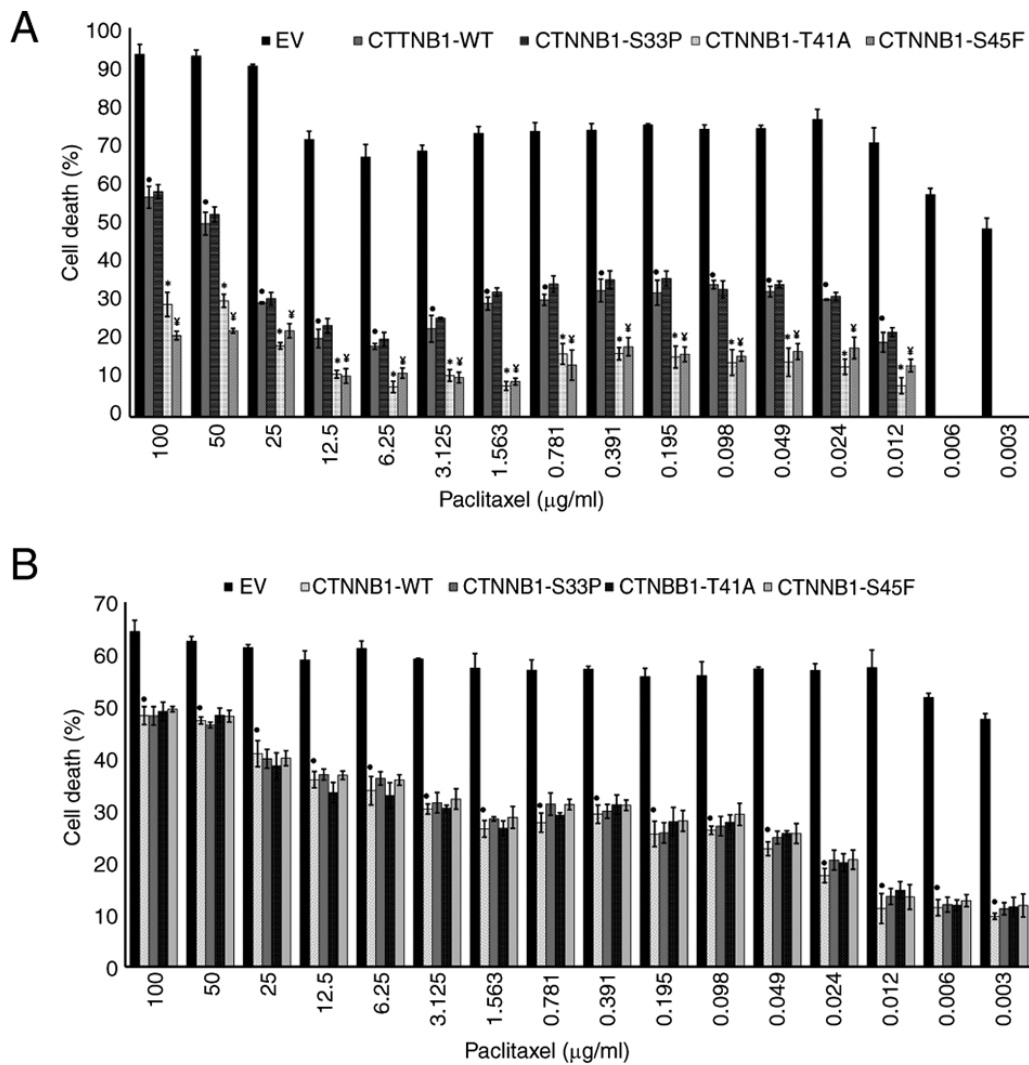 A
EV CTTNB1-WT CTNNB1-S33P CTNNB1-T41A CTNNB1-S45F
Cell death (%)
100
90
80
70
60
50
40
30
20
10
0
100 50 25 12.5 6.25 3.125 1.563 0.781 0.391 0.195 0.098 0.049 0.024 0.012 0.006 0.003
Paclitaxel (µg/ml)
B
EV CTNNB1-WT CTNNB1-S33P CTNBB1-T41A CTNNB1-S45F
Cell death (%)
70
60
50
40
30
20
10
0
100 50 25 12.5 6.25 3.125 1.563 0.781 0.391 0.195 0.098 0.049 0.024 0.012 0.006 0.003
Paclitaxel (µg/ml)